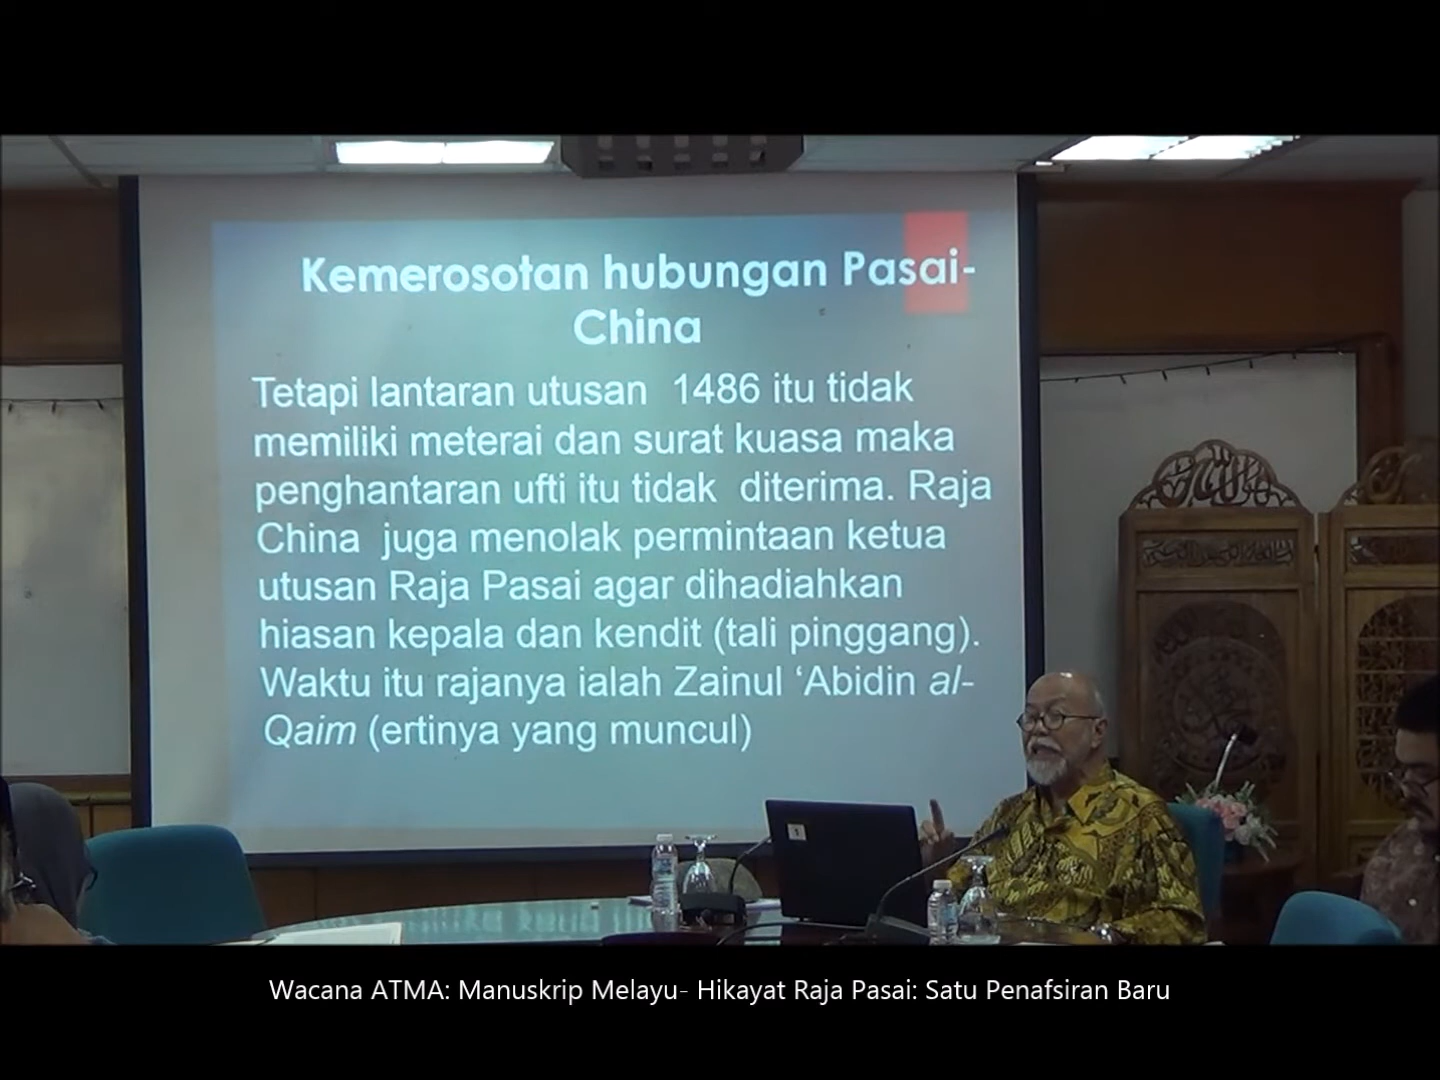 Kemerosotan hubungan Pasai-
China
Tetapi lantaran utusan 1486 itu tidak
memiliki meterai dan surat kuasa maka
penghantaran ufti itu tidak diterima. Raja
China juga menolak permintaan ketua
utusan Raja Pasai agar dihadiahkan
hiasan kepala dan kendit (tali pinggang).
Waktu itu rajanya ialah Zainul ‘Abidin al-
Qaim (ertinya yang muncul)
Wacana ATMA: Manuskrip Melayu- Hikayat Raja Pasai: Satu Penafsiran Baru